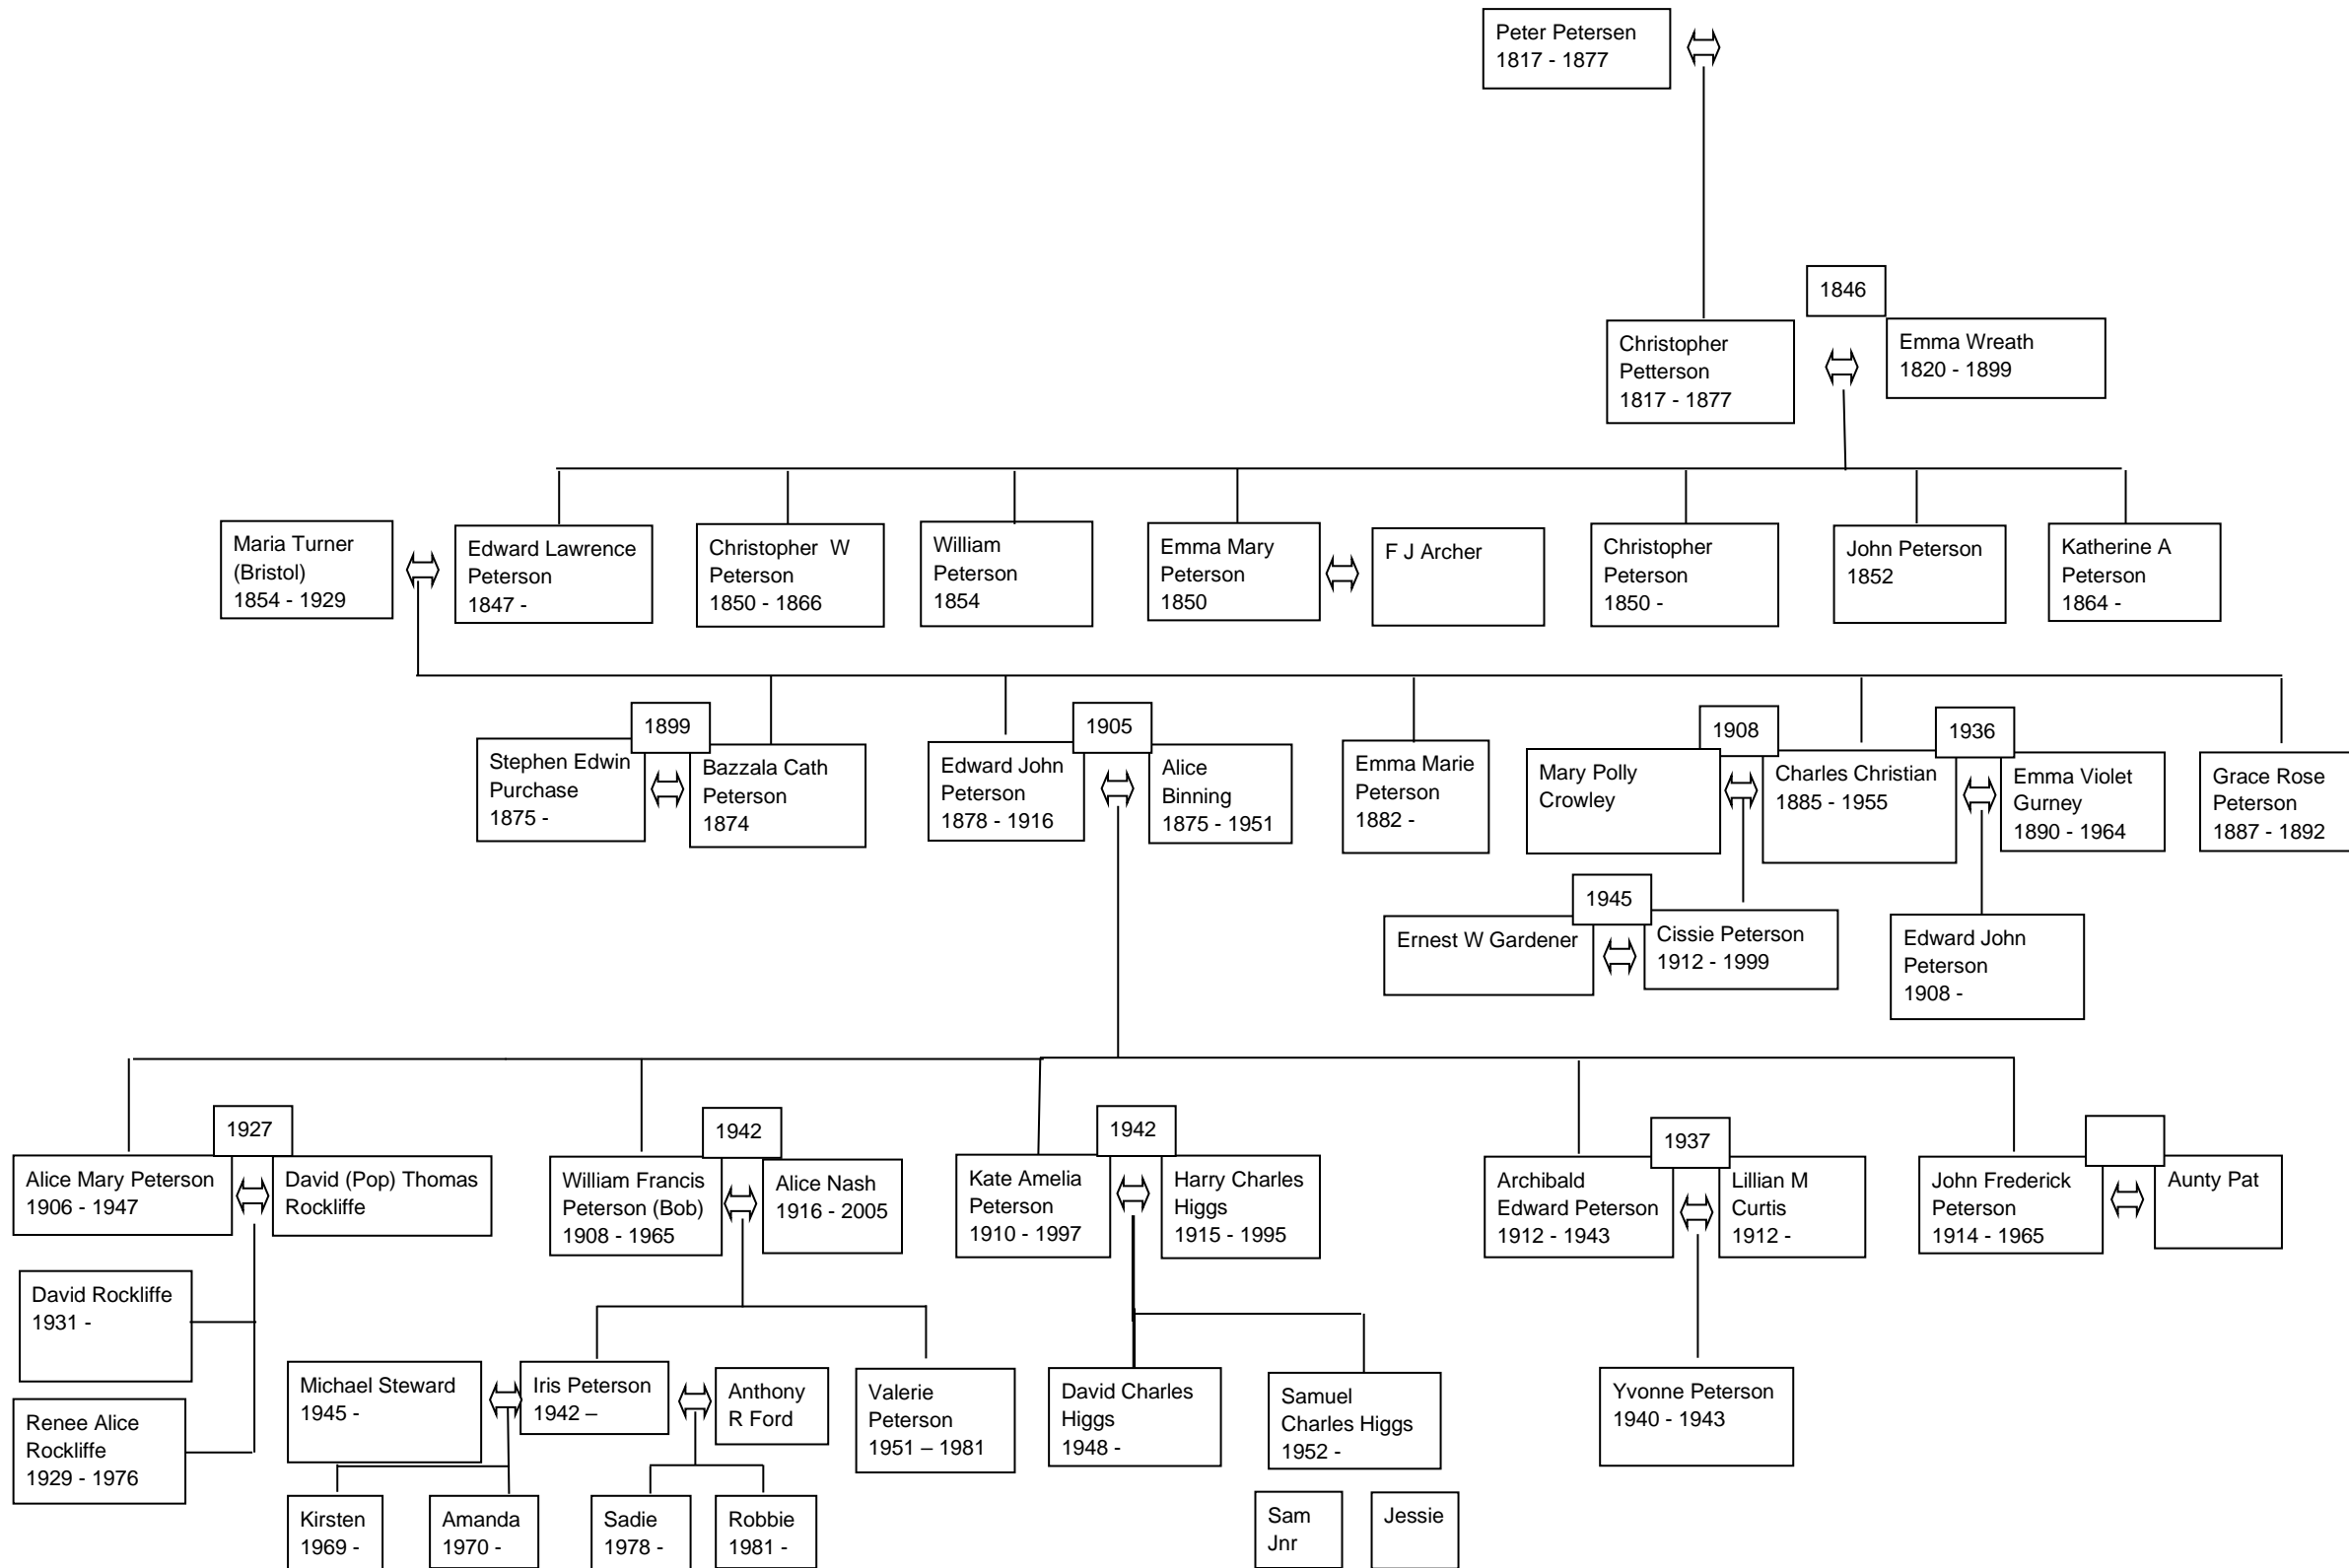 Peter Petersen
1817 - 1877
1846
Christopher
Petterson
1817 - 1877
Emma Wreath
1820 - 1899
Maria Turner
(Bristol)
1854 - 1929
Edward Lawrence
Peterson
1847 -
Christopher W
Peterson
1850 - 1866
William
Peterson
1854
Emma Mary
Peterson
1850
F J Archer
Christopher
Peterson
1850 -
John Peterson
1852
Katherine A
Peterson
1864 -
1899
Stephen Edwin
Purchase
1875 -
Bazzala Cath
Peterson
1874
1905
Edward John
Peterson
1878 - 1916
Alice
Binning
1875 - 1951
Emma Marie
Peterson
1882 -
1908
Mary Polly
Crowley
Charles Christian
1885 - 1955
1936
Emma Violet
Gurney
1890 - 1964
Grace Rose
Peterson
1887 - 1892
1945
Ernest W Gardener
Cissie Peterson
1912 - 1999
Edward John
Peterson
1908 -
1927
Alice Mary Peterson
1906 - 1947
David (Pop) Thomas
Rockliffe
1942
William Francis
Peterson (Bob)
1908 - 1965
Alice Nash
1916 - 2005
1942
Kate Amelia
Peterson
1910 - 1997
Harry Charles
Higgs
1915 - 1995
1937
Archibald
Edward Peterson
1912 - 1943
Lillian M
Curtis
1912 -
John Frederick
Peterson
1914 - 1965
Aunty Pat
David Rockliffe
1931 -
Renee Alice
Rockliffe
1929 - 1976
Michael Steward
1945 -
Iris Peterson
1942 –
Anthony
R Ford
Valerie
Peterson
1951 – 1981
David Charles
Higgs
1948 -
Samuel
Charles Higgs
1952 -
Yvonne Peterson
1940 - 1943
Kirsten
1969 -
Amanda
1970 -
Sadie
1978 -
Robbie
1981 -
Sam
Jnr
Jessie